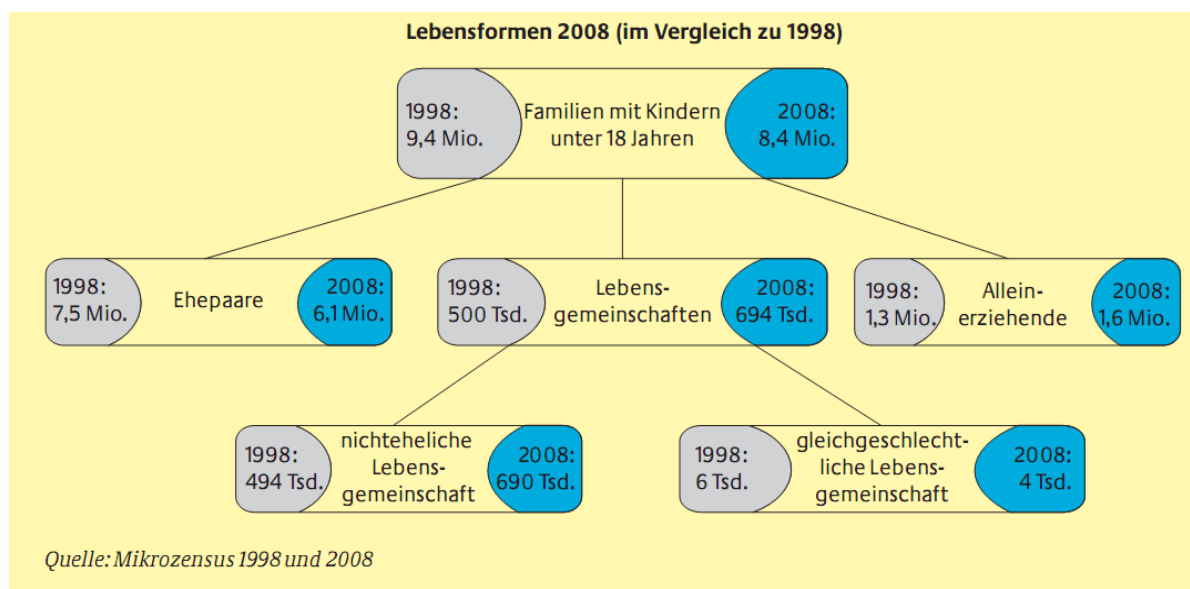 Lebensformen 2008 (im Vergleich zu 1998)
1998:
9,4 Mio.
Familien mit Kindern
unter 18 Jahren
2008:
8,4 Mio.
1998:
7,5 Mio.
Ehepaare
2008:
6,1 Mio.
1998:
500 Tsd.
Lebens-
gemeinschaften
2008:
694 Tsd.
1998:
1,3 Mio.
Allein-
erziehende
2008:
1,6 Mio.
1998:
494 Tsd.
nichteheliche
Lebens-
gemeinschaft
2008:
690 Tsd.
1998:
6 Tsd.
gleichgeschlecht-
liche Lebens-
gemeinschaft
2008:
4 Tsd.
Quelle: Mikrozensus 1998 und 2008